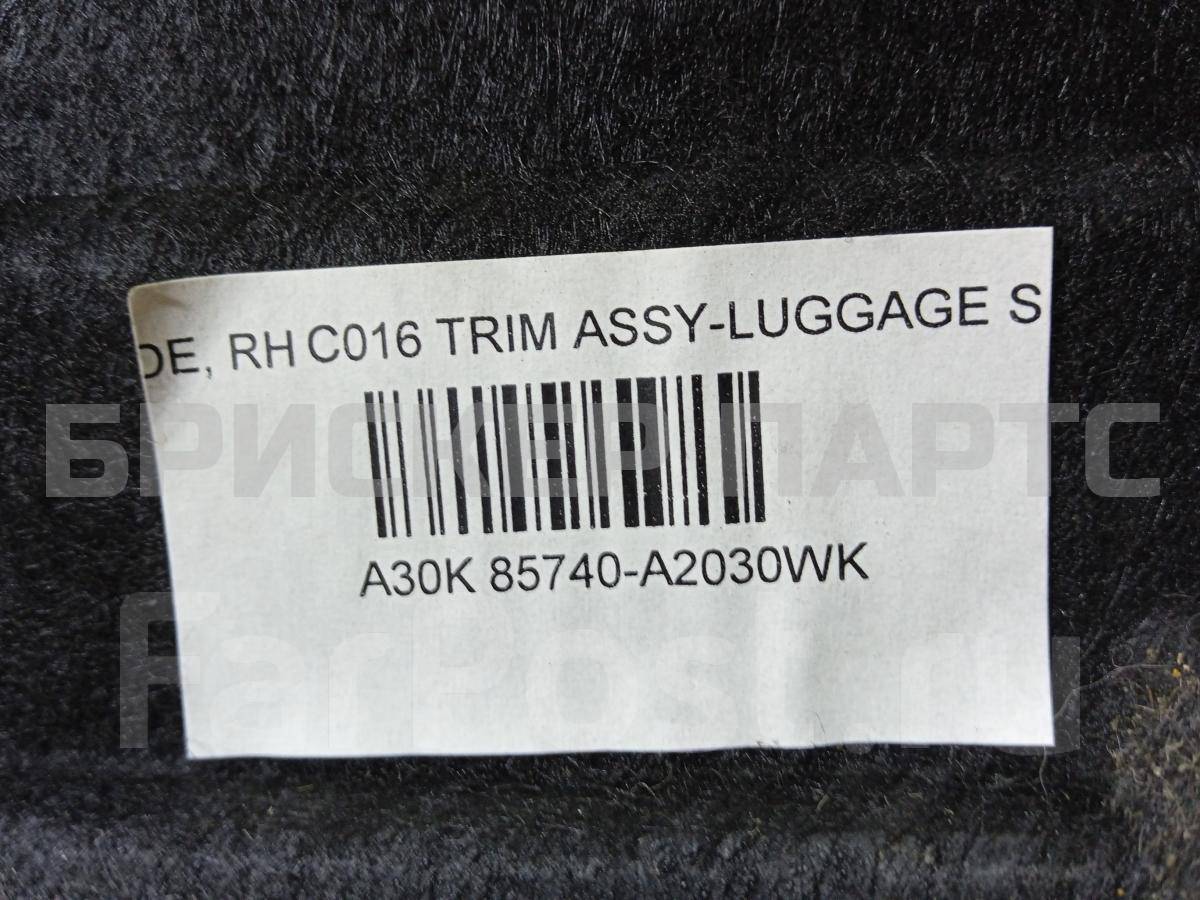 DE, RH C016 TRIM ASSY-LUGGAGE S
БРИСКЕР ПАРТС
A30K 85740-A2030WK
FarPost.ru